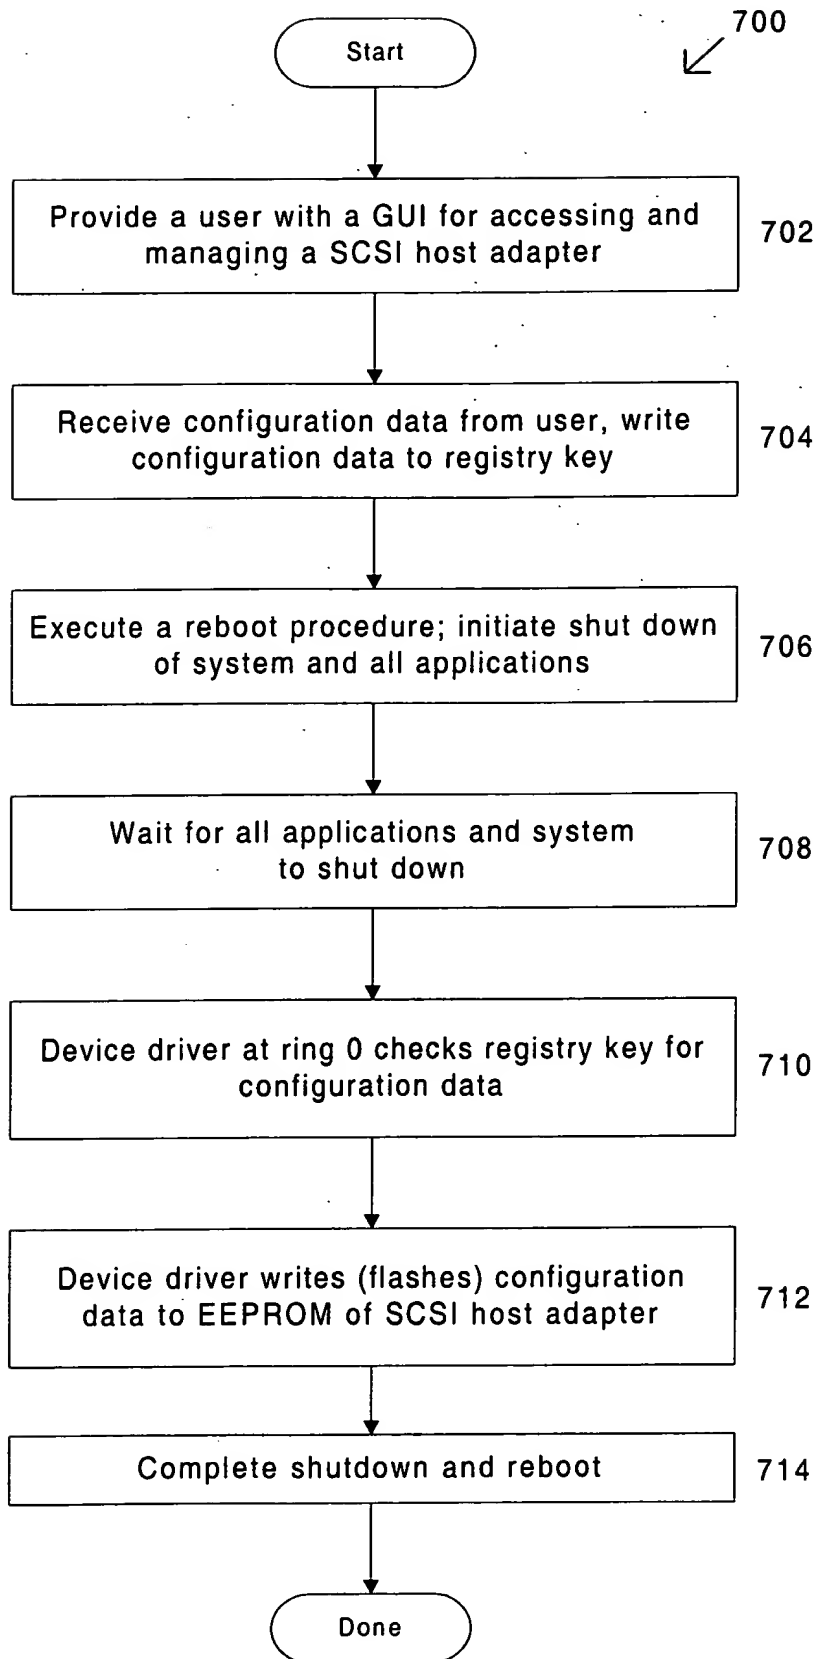 700
Start
Provide a user with a GUI for accessing and
managing a SCSI host adapter
702
Receive configuration data from user, write
configuration data to registry key
704
Execute a reboot procedure; initiate shut down
of system and all applications
706
Wait for all applications and system
to shut down
708
Device driver at ring 0 checks registry key for
configuration data
710
Device driver writes (flashes) configuration
data to EEPROM of SCSI host adapter
712
Complete shutdown and reboot
714
Done